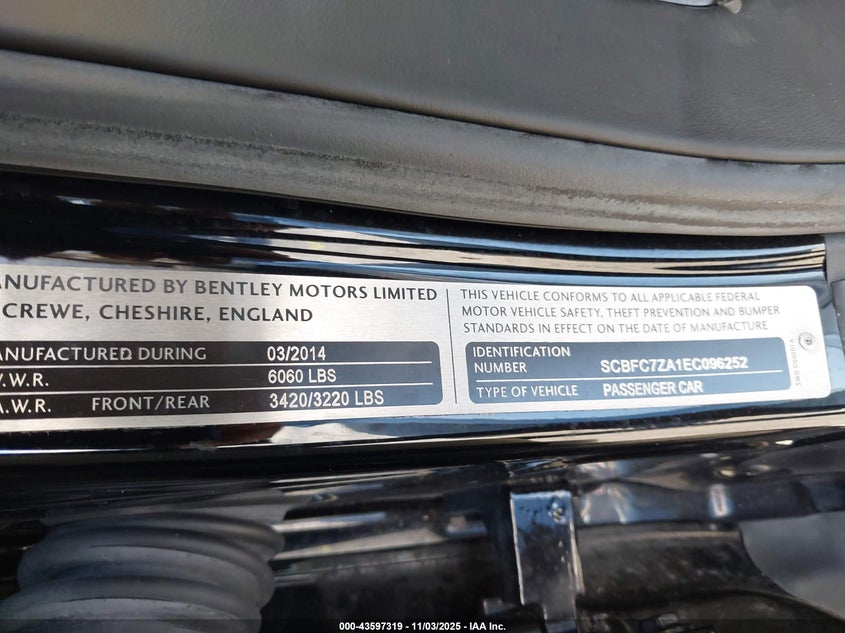 ANUFACTURED BY BENTLEY MOTORS LIMITED
CREWE, CHESHIRE, ENGLAND
ANUFACTURED DURING 03/2014
.V.W.R. 6060 LBS
A.W.R. FRONT/REAR 3420/3220 LBS
THIS VEHICLE CONFORMS TO ALL APPLICABLE FEDERAL
MOTOR VEHICLE SAFETY, THEFT PREVENTION AND BUMPER
STANDARDS IN EFFECT ON THE DATE OF MANUFACTURE
IDENTIFICATION
NUMBER SCBFC7ZA1EC096252
TYPE OF VEHICLE PASSENGER CAR
000-43597319 - 11/03/2025 - IAA Inc.